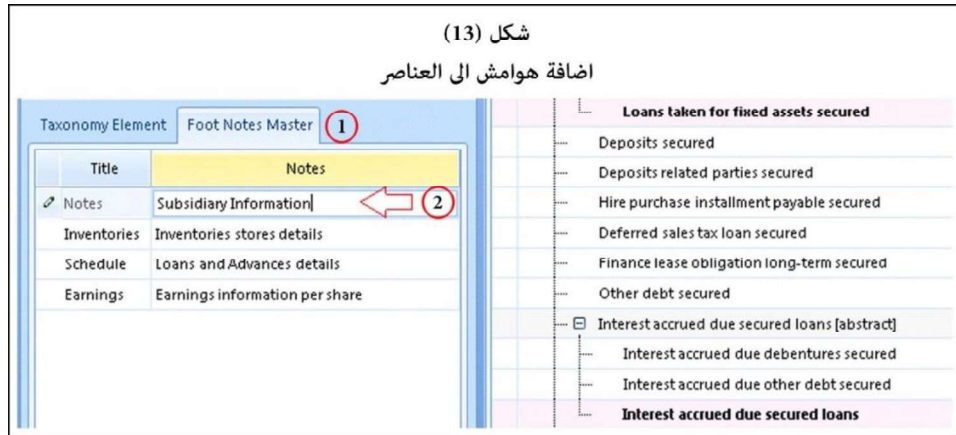 شكل (13)
اضافة هوامش الى العناصر
Taxonomy Element Foot Notes Master 1
Title Notes
Notes Subsidiary Information 2
Inventories Inventories stores details
Schedule Loans and Advances details
Earnings Earnings information per share
Loans taken for fixed assets secured
Deposits secured
Deposits related parties secured
Hire purchase installment payable secured
Deferred sales tax loan secured
Finance lease obligation long-term secured
Other debt secured
Interest accrued due secured loans [abstract]
Interest accrued due debentures secured
Interest accrued due other debt secured
Interest accrued due secured loans